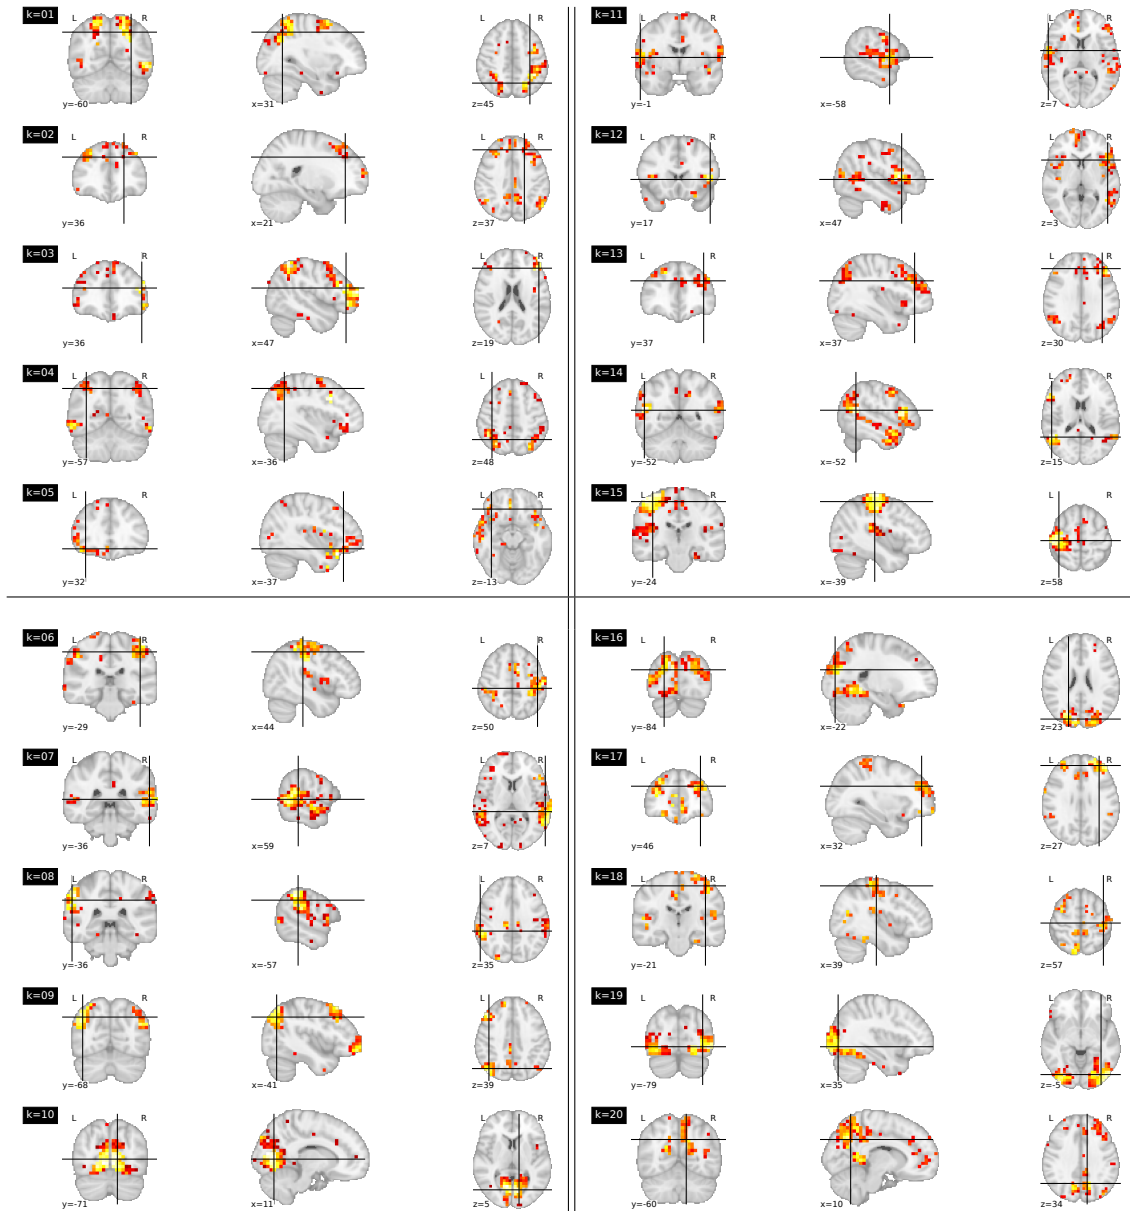 k=01 L R L R
y=-60 x=31 z=45
k=02 L R L R
y=36 x=21 z=37
k=03 L R L R
y=36 x=47 z=19
k=04 L R L R
y=-57 x=-36 z=48
k=05 L R L R
y=32 x=-37 z=-13
k=06 L R L R
y=-29 x=44 z=50
k=07 L R L R
y=-36 x=59 z=7
k=08 L R L R
y=-36 x=-57 z=35
k=09 L R L R
y=-68 x=-41 z=39
k=10 L R L R
y=-71 x=11 z=5
k=11 L R L R
y=-1 x=-58 z=7
k=12 L R L R
y=17 x=47 z=3
k=13 L R L R
y=37 x=37 z=30
k=14 L R L R
y=-52 x=-52 z=15
k=15 L R L R
y=-24 x=-39 z=58
k=16 L R L R
y=-84 x=-22 z=23
k=17 L R L R
y=46 x=32 z=27
k=18 L R L R
y=-21 x=39 z=57
k=19 L R L R
y=-79 x=35 z=-5
k=20 L R L R
y=-60 x=10 z=34